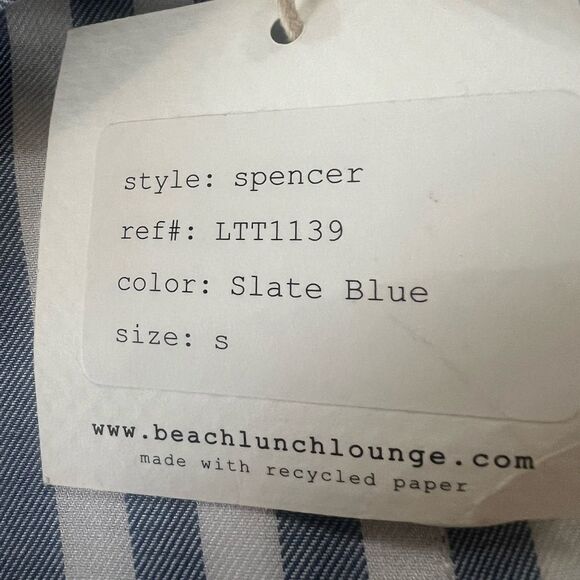 style: spencer
ref#: LTT1139
color: Slate Blue
size: s
www.beachlunchlounge.com
made with recycled paper